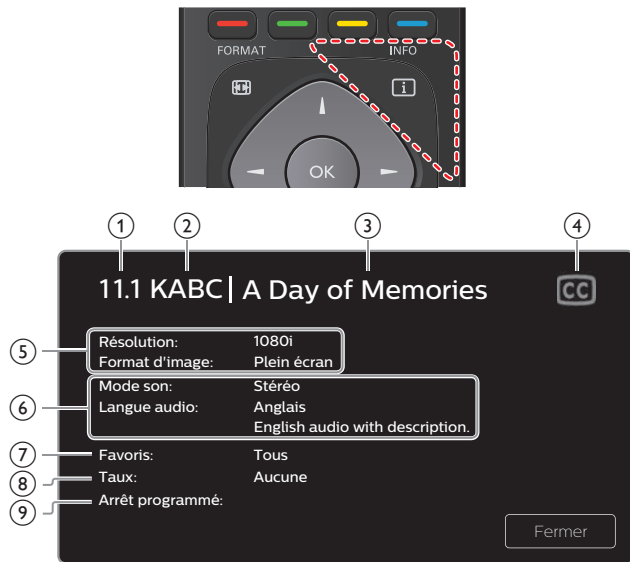 FORMAT INFO
i
OK
1 2 3 4
11.1 KABC | A Day of Memories CC
5 Résolution: 1080i
Format d'image: Plein écran
6 Mode son: Stéréo
Langue audio: Anglais
English audio with description.
7 Favoris: Tous
8 Taux: Aucune
9 Arrêt programmé:
Fermer